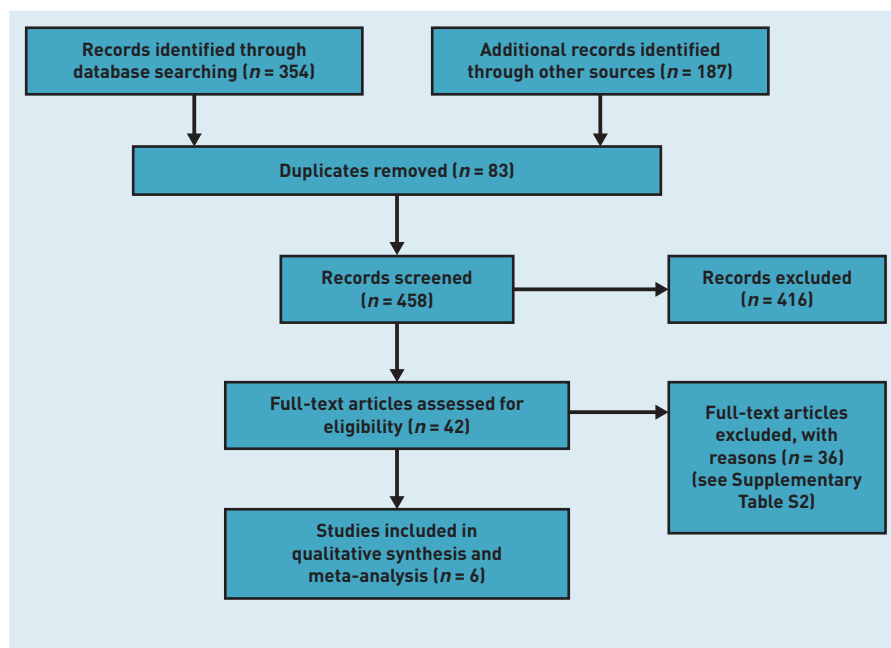 Records identified through
database searching (n = 354)
Additional records identified
through other sources (n = 187)
Duplicates removed (n = 83)
Records screened
(n = 458)
Records excluded
(n = 416)
Full-text articles assessed for
eligibility (n = 42)
Full-text articles
excluded, with
reasons (n = 36)
(see Supplementary
Table S2)
Studies included in
qualitative synthesis and
meta-analysis (n = 6)